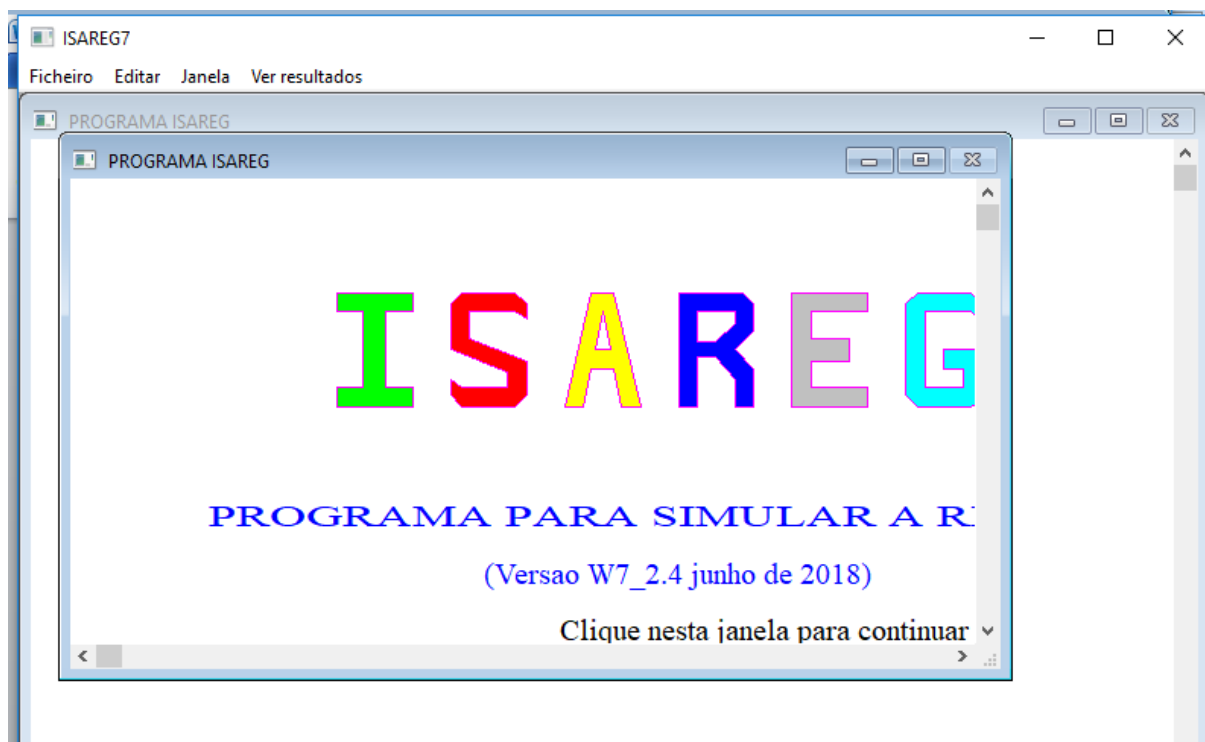 ISAREG7
Ficheiro Editar Janela Ver resultados
PROGRAMA ISAREG
PROGRAMA ISAREG
ISAREG
PROGRAMA PARA SIMULAR A
(Versao W7_2.4 junho de 2018)
Clique nesta janela para continuar